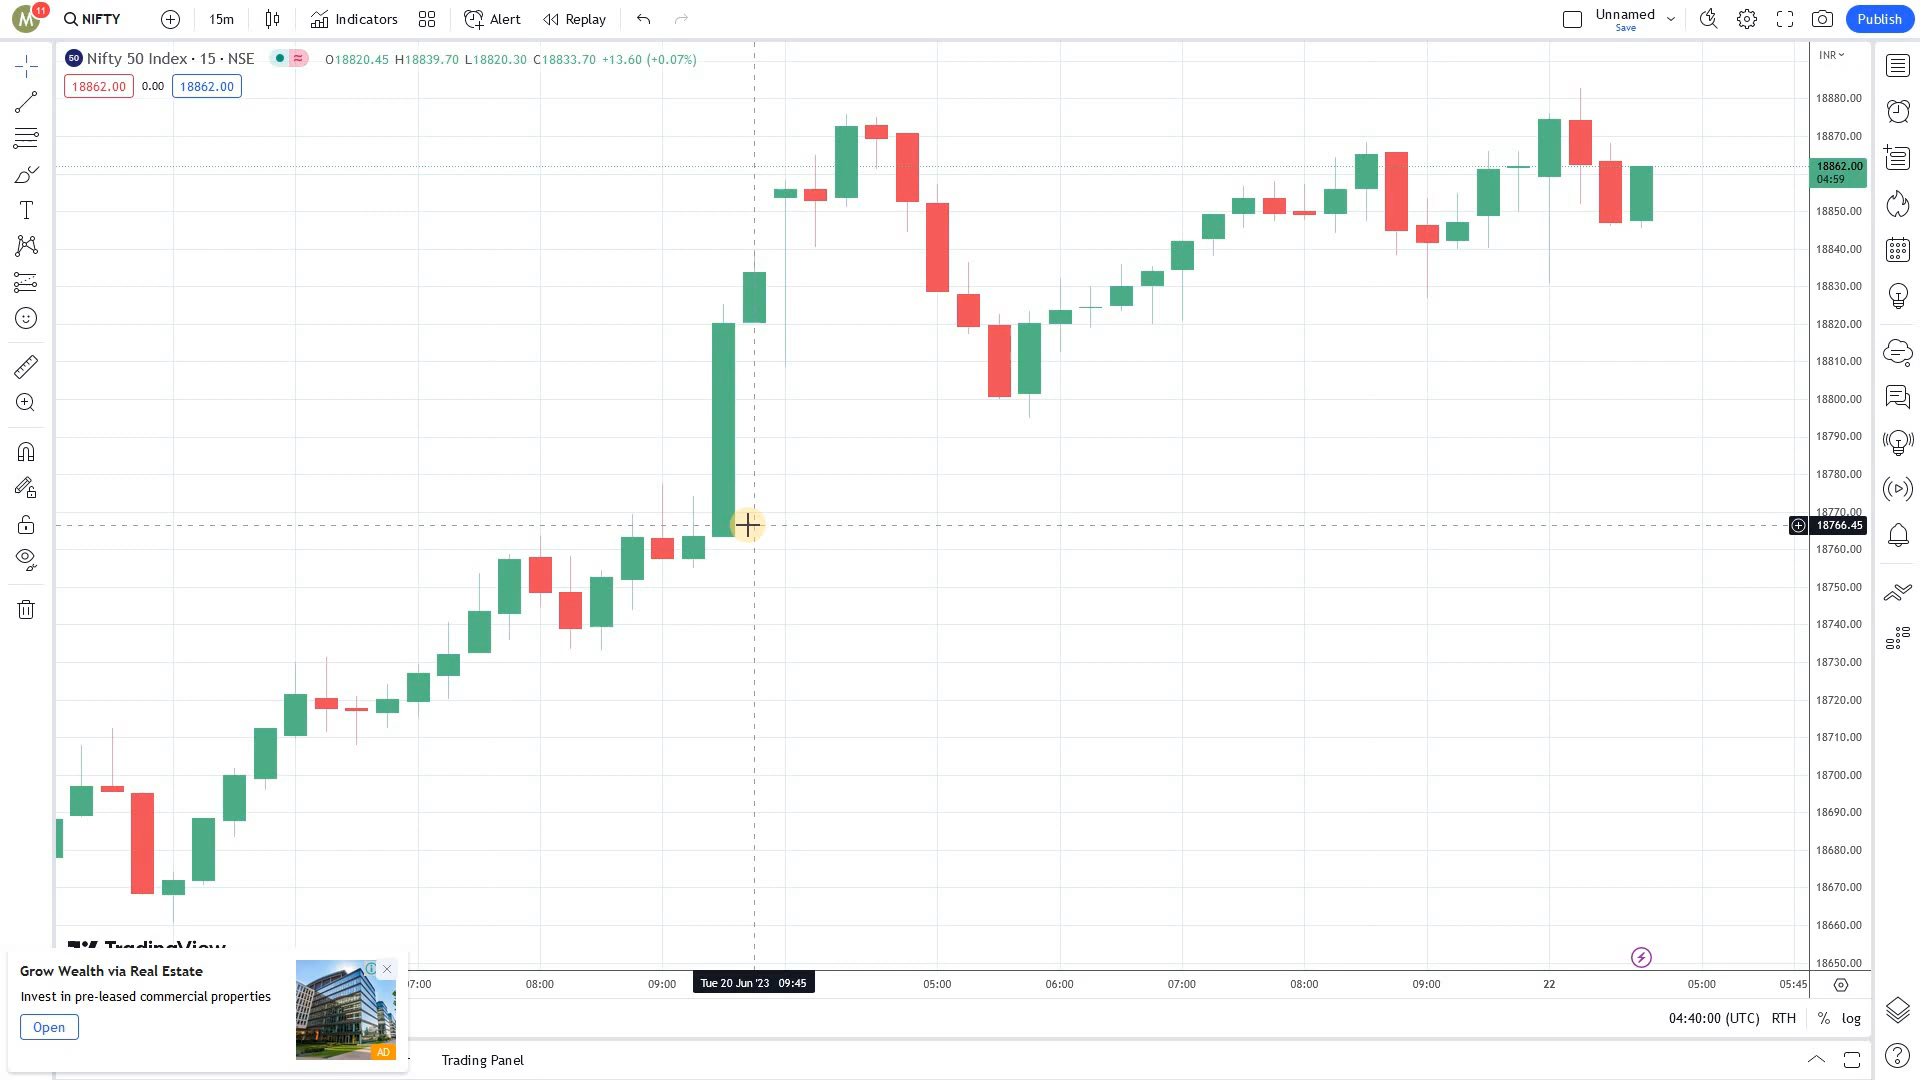 M 11 NIFTY 15m Indicators Alert Replay Unnamed Save Publish
50 Nifty 50 Index · 15 · NSE O18820.45 H18839.70 L18820.30 C18833.70 +13.60 (+0.07%)
18862.00 0.00 18862.00
INR
18880.00
18870.00
18862.00
04:59
18850.00
18840.00
18830.00
18820.00
18810.00
18800.00
18790.00
18780.00
18770.00
18766.45
18760.00
18750.00
18740.00
18730.00
18720.00
18710.00
18700.00
18690.00
18680.00
18670.00
18660.00
18650.00
TradingView
Grow Wealth via Real Estate
Invest in pre-leased commercial properties
Open
AD
07:00 08:00 09:00 Tue 20 Jun '23 09:45 05:00 06:00 07:00 08:00 09:00 22 05:00 05:45
04:40:00 (UTC) RTH % log
Trading Panel